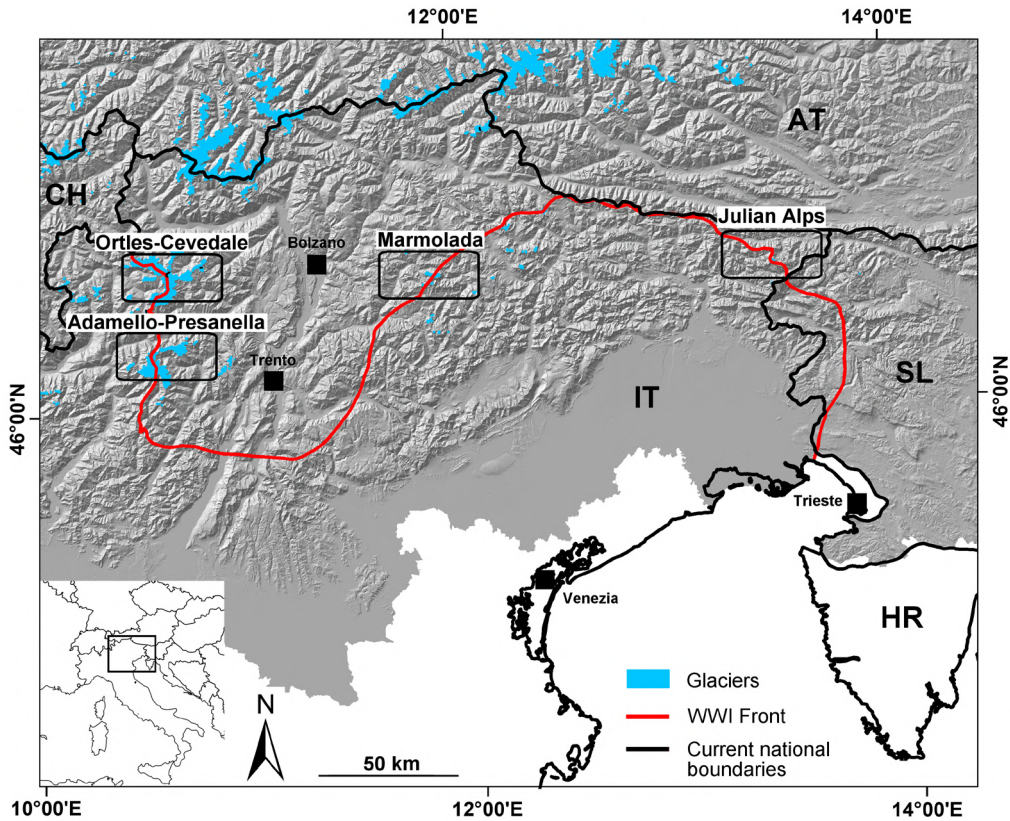 12°00'E
14°00'E
AT
CH
Julian Alps
Ortles-Cevedale
Bolzano
Marmolada
Adamello-Presanella
Trento
SL
IT
46°00'N
46°00'N
Trieste
Venezia
HR
Glaciers
WWI Front
Current national
boundaries
N
50 km
10°00'E
12°00'E
14°00'E